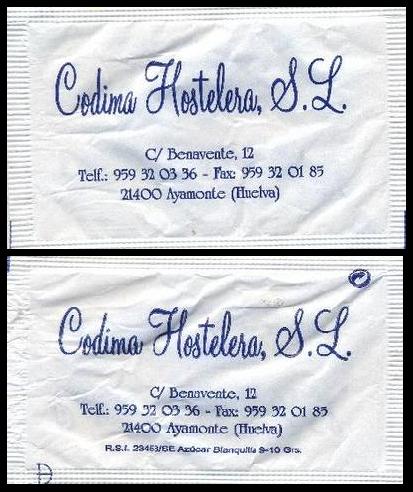 Codima Hostelera, S.L.
C/ Benavente, 12
Telf.: 959 32 03 36 - Fax: 959 32 01 85
21400 Ayamonte (Huelva)
Codima Hostelera, S.L.
C/ Benavente, 12
Telf.: 959 32 03 36 - Fax: 959 32 01 85
21400 Ayamonte (Huelva)
R.S.I. 23453/SE Azúcar Blanquilla 8-10 Grs.